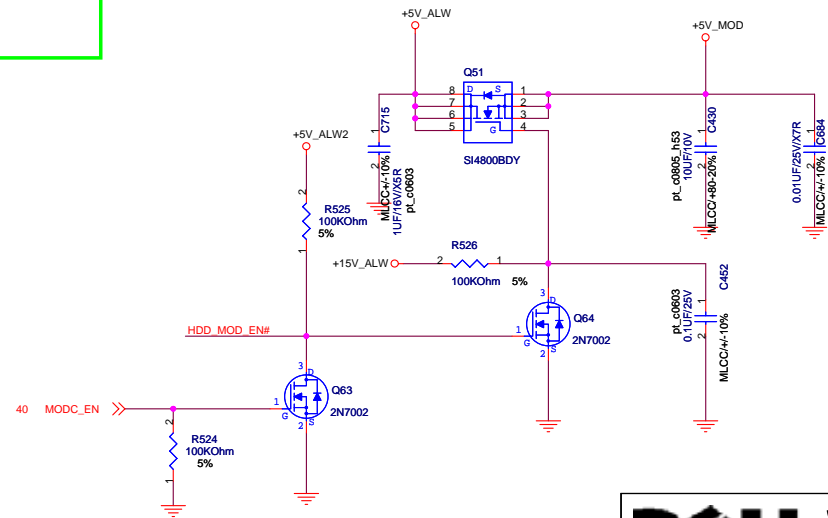 +5V_ALW
+5V_MOD
Q51
8 D S 1
7 2
6 3
5 G 4
SI4800BDY
1
C715
2
MLCC+/-10%
1UF/16V/X5R
pt_c0603
1
C430
2
pt_c0805_h53
10UF/10V
MLCC/+80-20%
1
C684
2
0.01UF/25V/X7R
MLCC/+/-10%
+5V_ALW2
2
R525
100KOhm
5%
1
+15V_ALW
2
R526
1
100KOhm 5%
C452
1
2
pt_c0603
0.1UF/25V
MLCC/+/-10%
HDD_MOD_EN#
3
D
Q64
1
G
2N7002
2 S
3
D
Q63
1
G
2N7002
2 S
40 MODC_EN
2
R524
100KOhm
5%
1